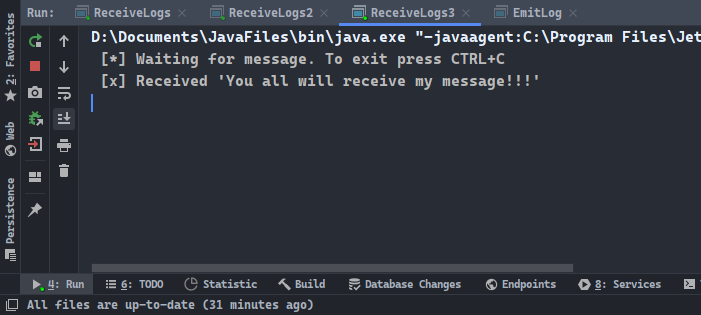 Run: ReceiveLogs ReceiveLogs2 ReceiveLogs3 EmitLog
D:\Documents\JavaFiles\bin\java.exe "-javaagent:C:\Program Files\Jet
[*] Waiting for message. To exit press CTRL+C
[x] Received 'You all will receive my message!!!'
2: Favorites
Web
Persistence
4: Run 6: TODO Statistic Build Database Changes Endpoints 8: Services
All files are up-to-date (31 minutes ago)